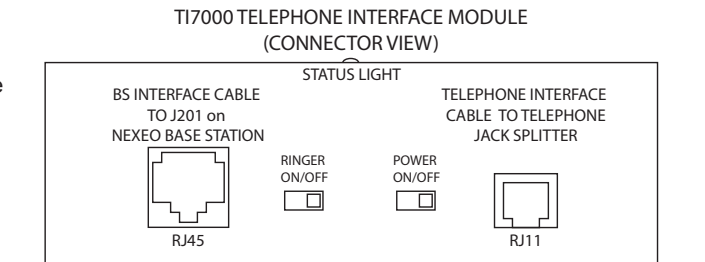 TI7000 TELEPHONE INTERFACE MODULE
(CONNECTOR VIEW)
STATUS LIGHT
BS INTERFACE CABLE
TO J201 on
NEXEO BASE STATION
TELEPHONE INTERFACE
CABLE TO TELEPHONE
JACK SPLITTER
RINGER
ON/OFF
POWER
ON/OFF
RJ45
RJ11
e